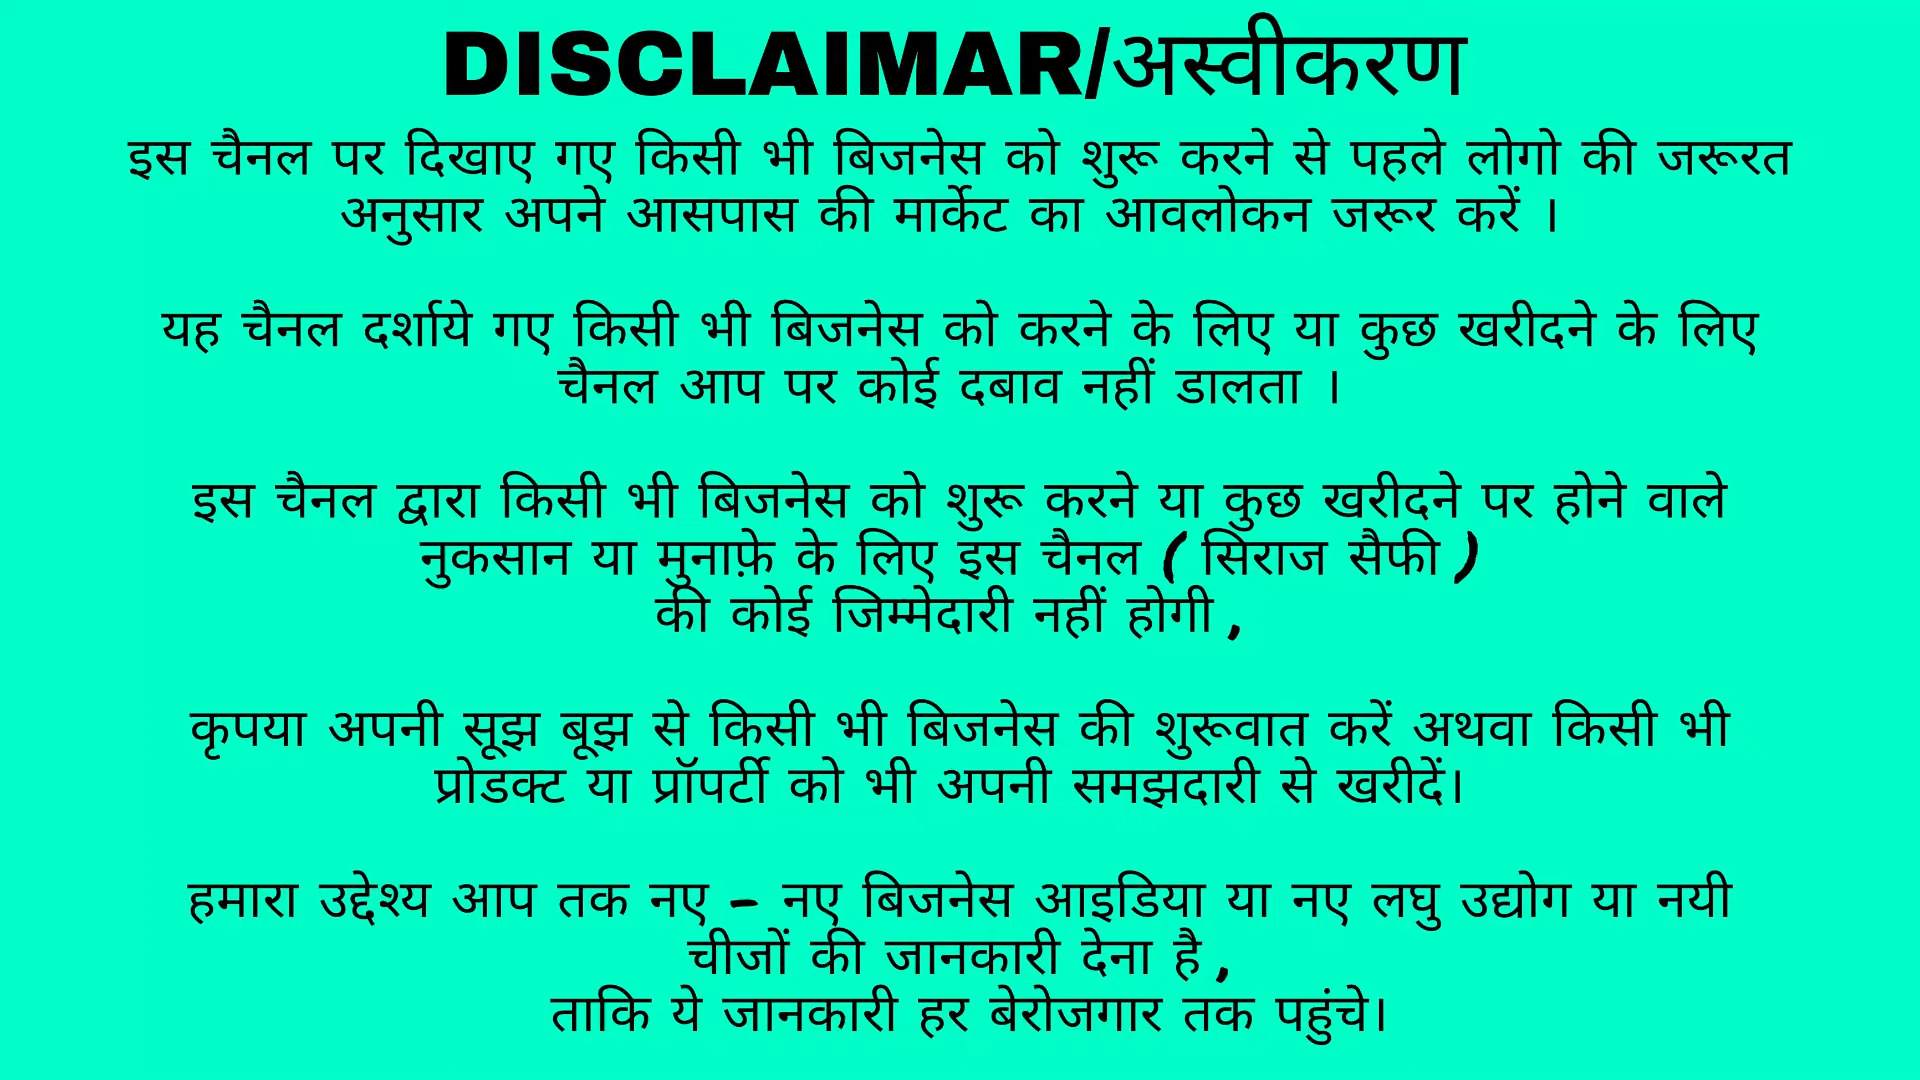 DISCLAIMAR/अस्वीकरण
इस चैनल पर दिखाए गए किसी भी बिजनेस को शुरू करने से पहले लोगो की जरूरत
अनुसार अपने आसपास की मार्केट का आवलोकन जरूर करें ।
यह चैनल दर्शाये गए किसी भी बिजनेस को करने के लिए या कुछ खरीदने के लिए
चैनल आप पर कोई दबाव नहीं डालता ।
इस चैनल द्वारा किसी भी बिजनेस को शुरू करने या कुछ खरीदने पर होने वाले
नुकसान या मुनाफ़े के लिए इस चैनल ( सिराज सैफी )
की कोई जिम्मेदारी नहीं होगी ,
कृपया अपनी सूझ बूझ से किसी भी बिजनेस की शुरूवात करें अथवा किसी भी
प्रोडक्ट या प्रॉपर्टी को भी अपनी समझदारी से खरीदें।
हमारा उद्देश्य आप तक नए - नए बिजनेस आइडिया या नए लघु उद्योग या नयी
चीजों की जानकारी देना है ,
ताकि ये जानकारी हर बेरोजगार तक पहुंचे।